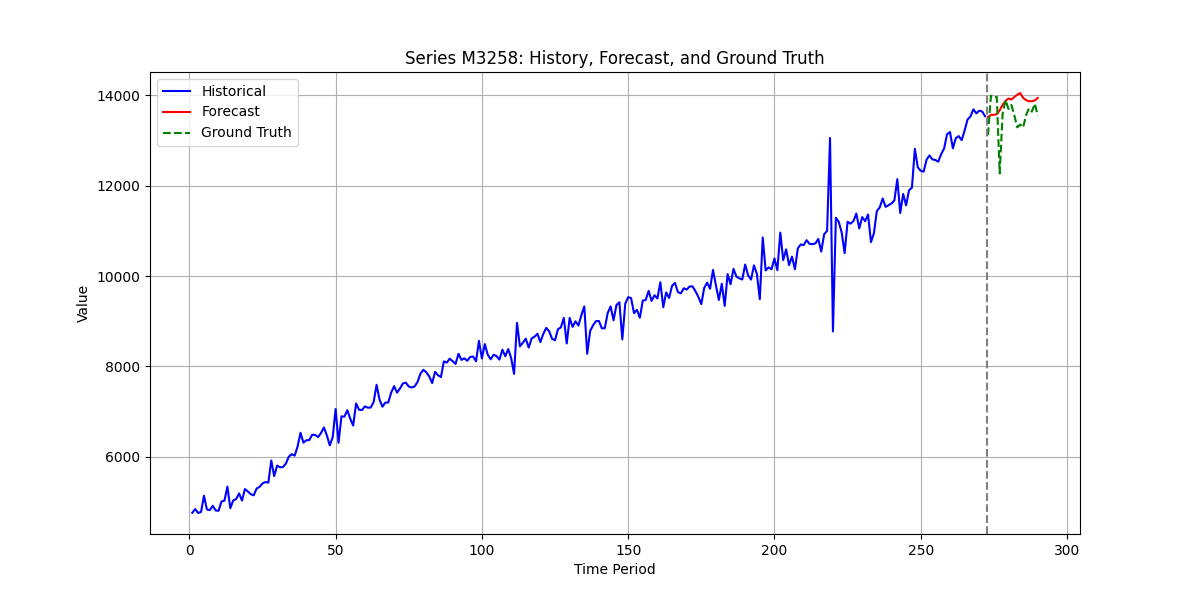 Series M3258: History, Forecast, and Ground Truth
Historical
Forecast
Ground Truth
14000
12000
10000
8000
6000
Value
0
50
100
150
200
250
300
Time Period